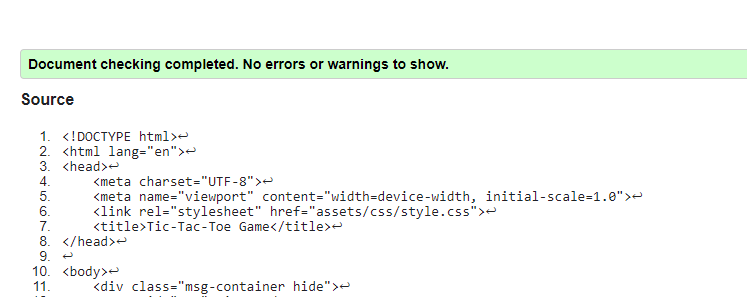 Document checking completed. No errors or warnings to show.
Source
1. <!DOCTYPE html>↩
2. <html lang="en">↩
3. <head>↩
4. <meta charset="UTF-8">↩
5. <meta name="viewport" content="width=device-width, initial-scale=1.0">↩
6. <link rel="stylesheet" href="assets/css/style.css">↩
7. <title>Tic-Tac-Toe Game</title>↩
8. </head>↩
9. ↩
10. <body>↩
11. <div class="msg-container hide">↩